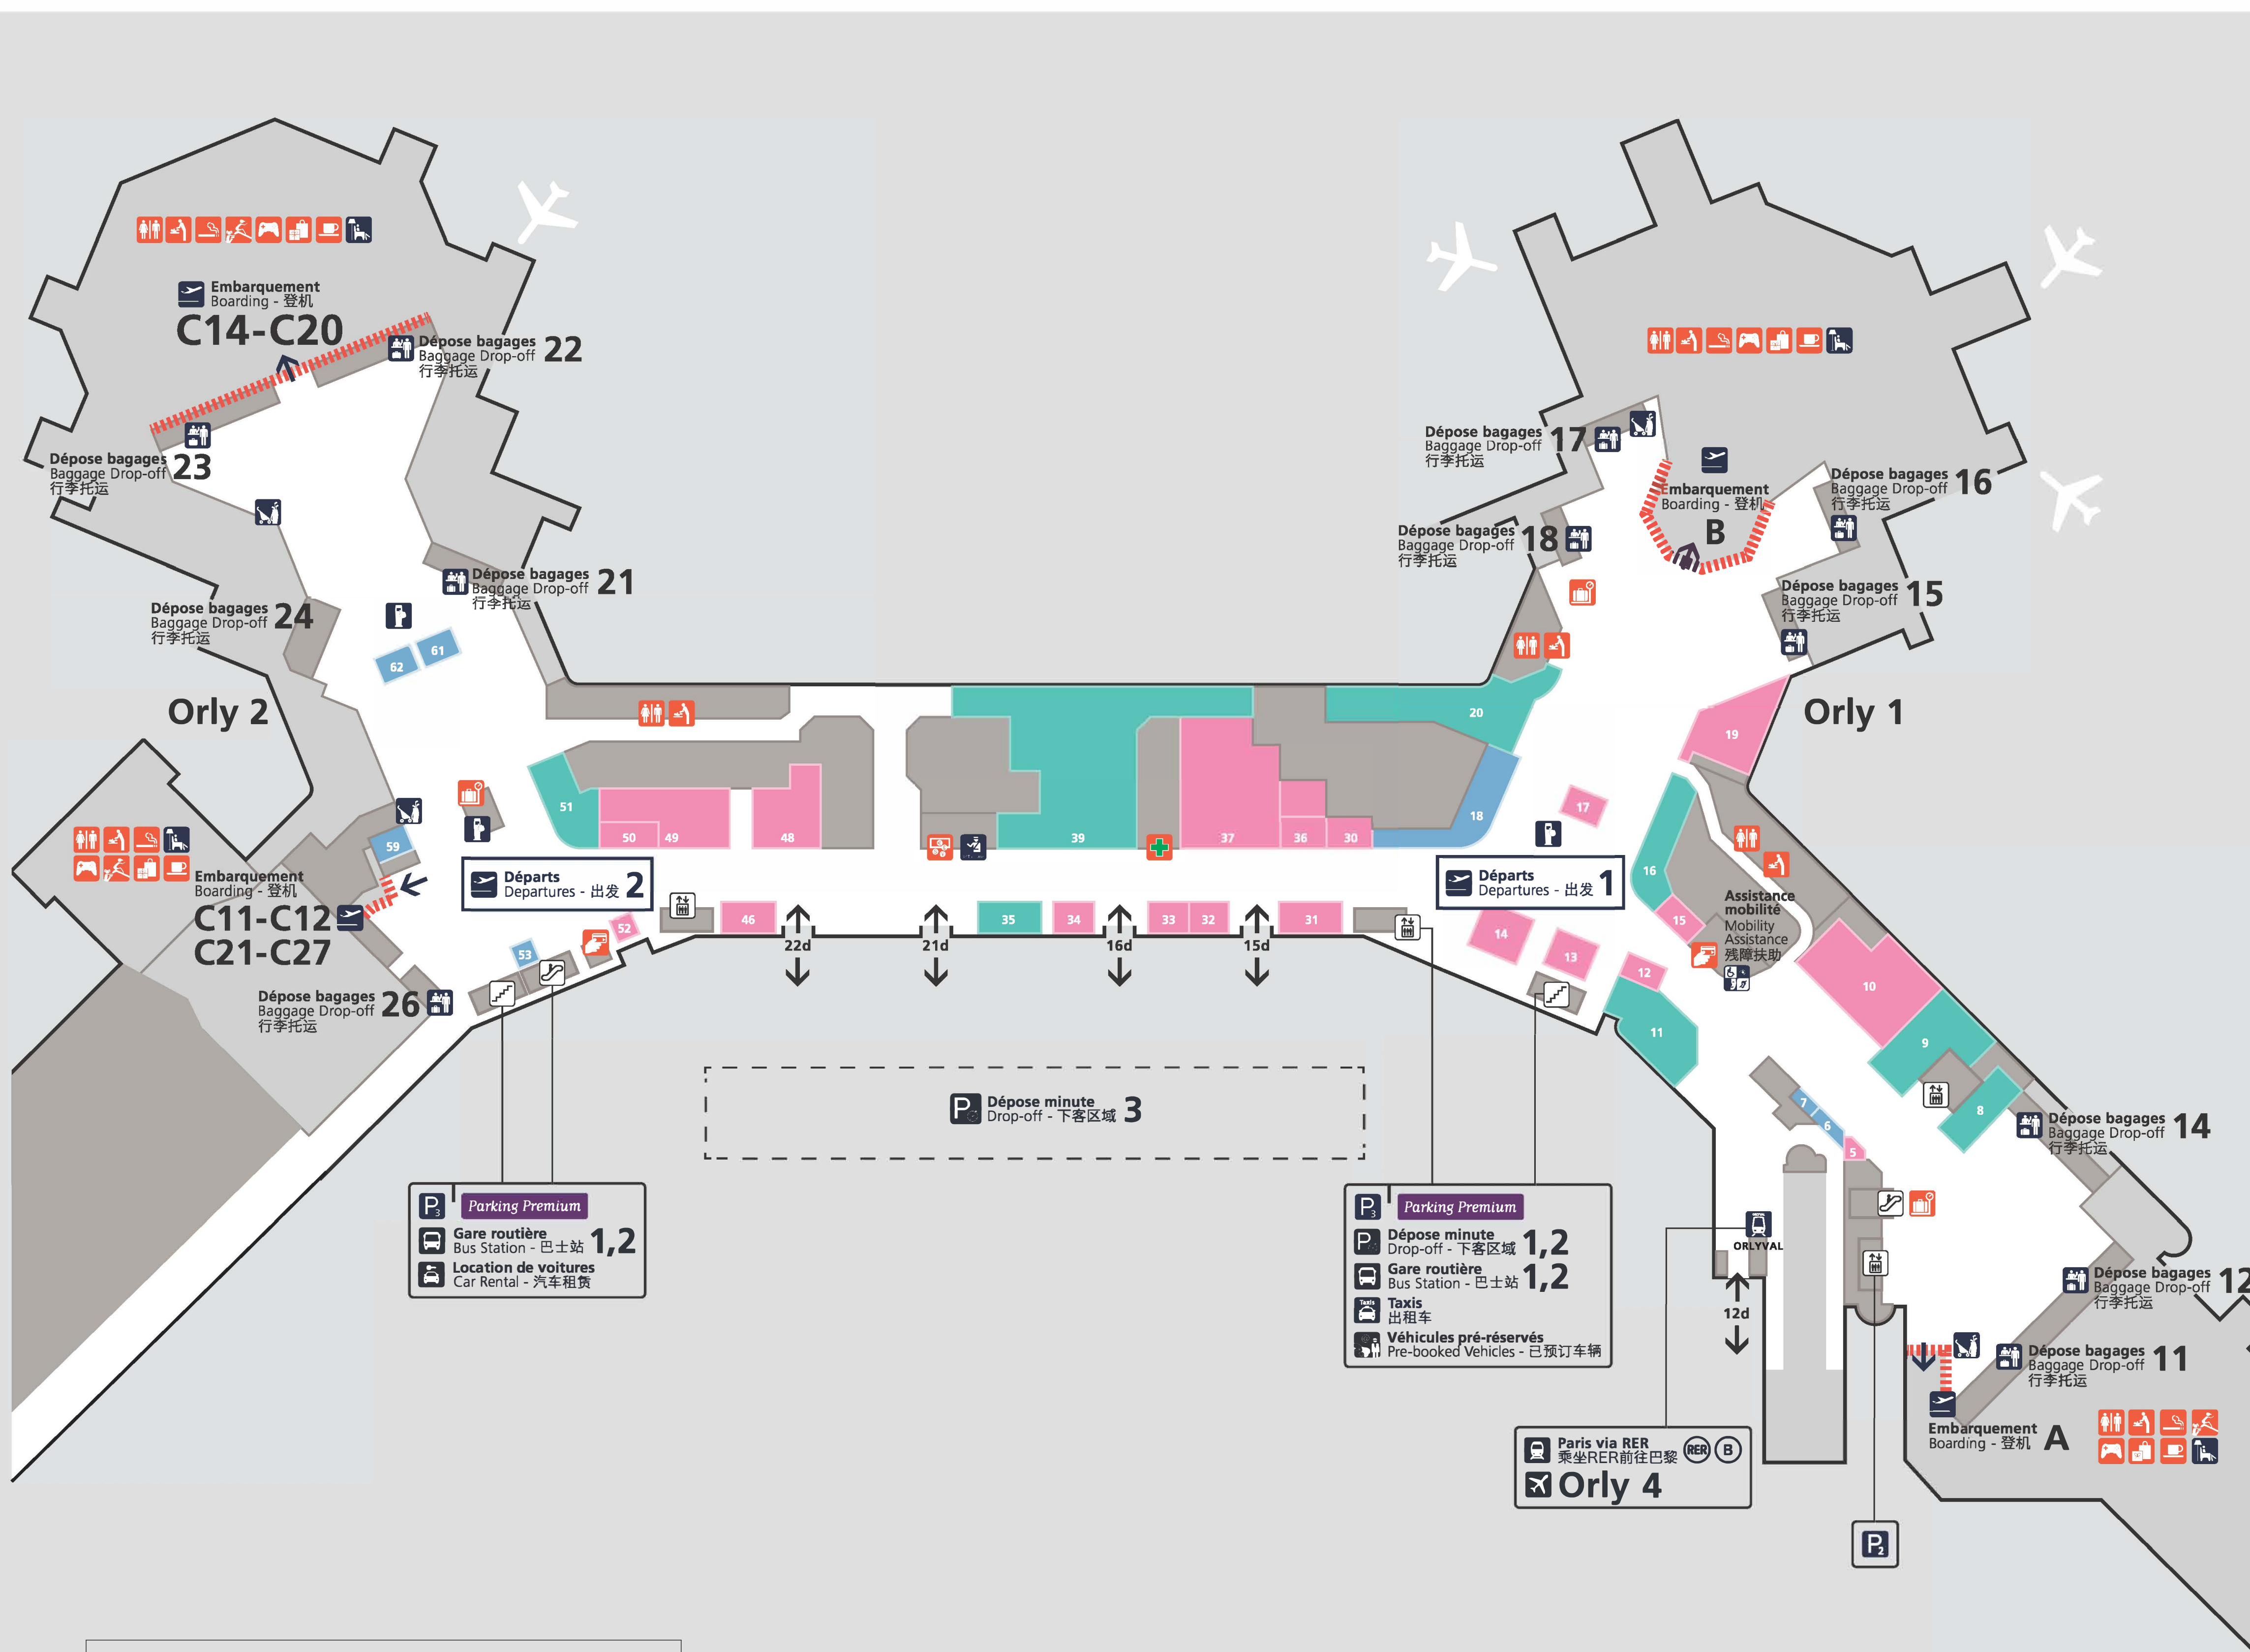 Embarquement
Boarding - 登机
C14-C20
Dépose bagages
Baggage Drop-off
行李托运
22
Dépose bagages
Baggage Drop-off
行李托运
23
Dépose bagages
Baggage Drop-off
行李托运
21
Dépose bagages
Baggage Drop-off
行李托运
24
62
61
Orly 2
Dépose bagages
Baggage Drop-off
行李托运
17
Embarquement
Boarding - 登机
B
Dépose bagages
Baggage Drop-off
行李托运
16
Dépose bagages
Baggage Drop-off
行李托运
18
Dépose bagages
Baggage Drop-off
行李托运
15
Orly 1
20
19
51
50
49
48
39
37
36
30
18
17
16
59
Embarquement
Boarding - 登机
C11-C12
C21-C27
Départs
Departures - 出发
2
Départs
Departures - 出发
1
52
53
46
35
34
33
32
31
22d
21d
16d
15d
14
13
12
15
Assistance
mobilité
Mobility
Assistance
残障扶助
10
11
9
8
7
6
5
Dépose bagages
Baggage Drop-off
行李托运
26
Dépose minute
Drop-off - 下客区域
3
Dépose bagages
Baggage Drop-off
行李托运
14
P3
Parking Premium
Gare routière
Bus Station - 巴士站
1,2
Location de voitures
Car Rental - 汽车租赁
P3
Parking Premium
P
Dépose minute
Drop-off - 下客区域
1,2
Gare routière
Bus Station - 巴士站
1,2
Taxis
Taxis
出租车
Véhicules pré-réservés
Pre-booked Vehicles - 已预订车辆
ORLYVAL
12d
Dépose bagages
Baggage Drop-off
行李托运
12
Dépose bagages
Baggage Drop-off
行李托运
11
Embarquement
Boarding - 登机
A
Paris via RER
乘坐RER前往巴黎
RER
B
Orly 4
P2